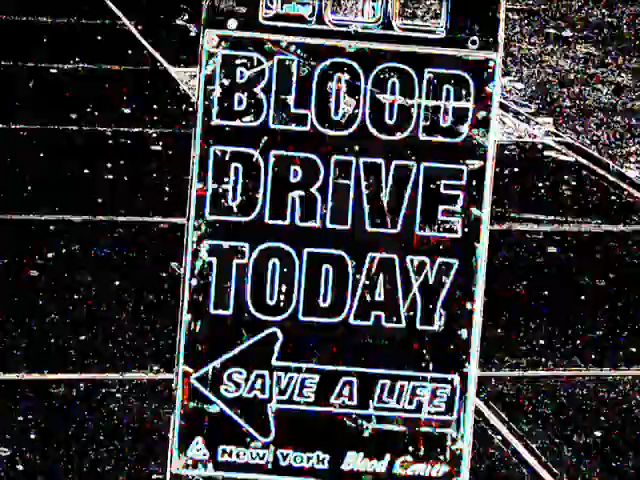 BLOOD
DRIVE
TODAY
SAVE A LIFE
New York Blood Center